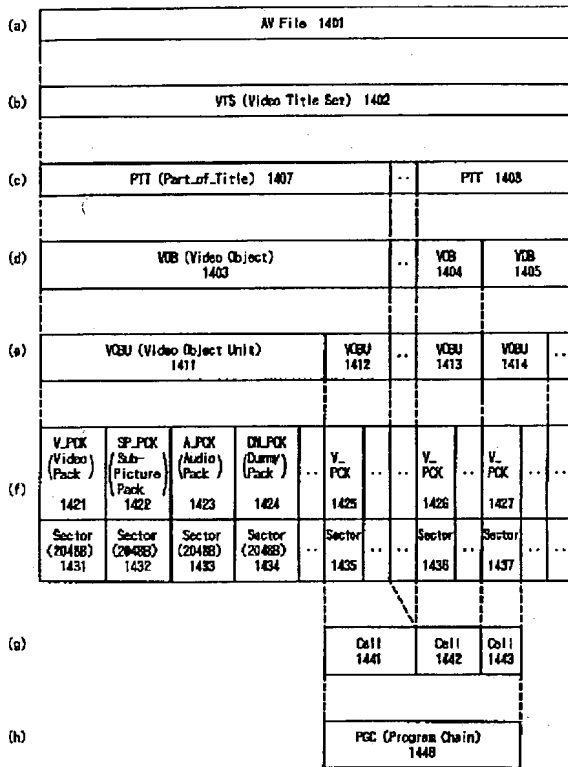 (a)
AV File 1401
(b)
VTS (Video Title Set) 1402
(c)
PTT (Part_of_Title) 1407
..
PTT 1408
(d)
VOB (Video Object)
1403
..
VOB
1404
VOB
1405
(e)
VOBU (Video Object Unit)
1411
VOBU
1412
..
VOBU
1413
VOBU
1414
..
(f)
V_PCK
(Video
Pack)
1421
SP_PCK
(Sub-
Picture
Pack)
1422
A_PCK
(Audio
Pack)
1423
DM_PCK
(Dummy
Pack)
1424
..
V_
PCK
1425
..
..
V_
PCK
1426
..
V_
PCK
1427
..
Sector
(2048B)
1431
Sector
(2048B)
1432
Sector
(2048B)
1433
Sector
(2048B)
1434
..
Sector
1435
..
..
Sector
1436
..
Sector
1437
..
(g)
Cell
1441
Cell
1442
Cell
1443
(h)
PGC (Program Chain)
1446